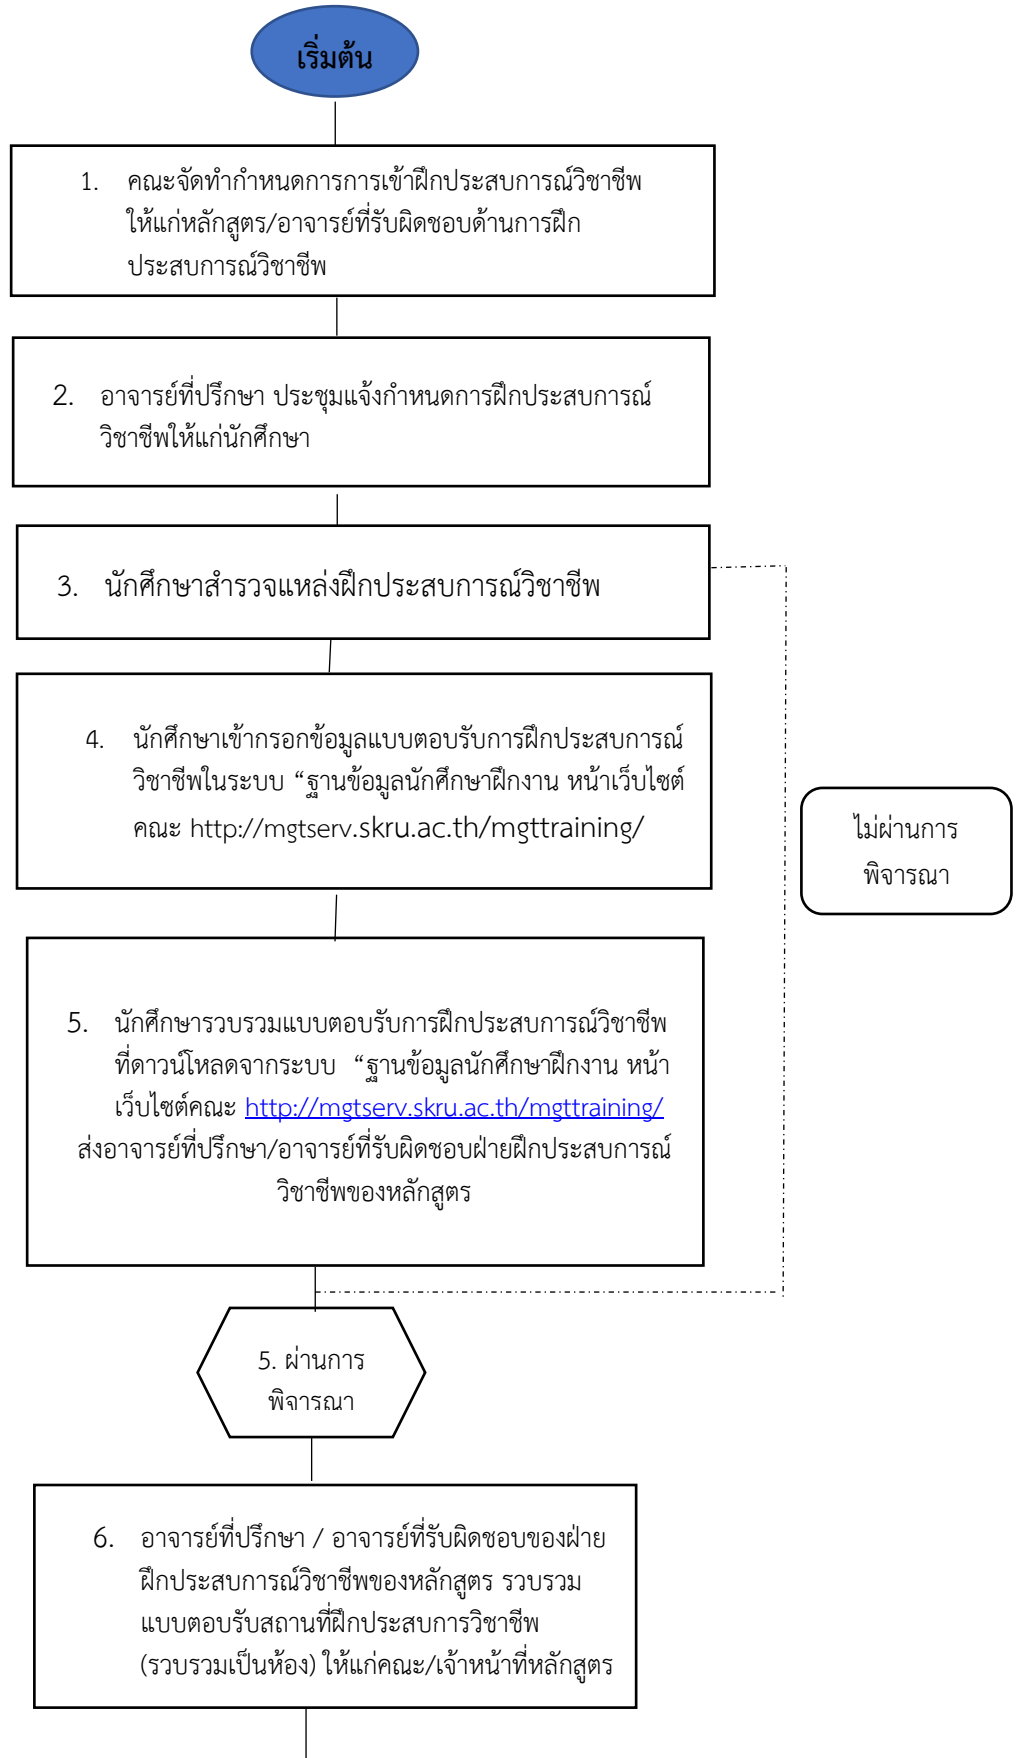 เริ่มต้น
1. คณะจัดทำกำหนดการการเข้าฝึกประสบการณ์วิชาชีพ
ให้แก่หลักสูตร/อาจารย์ที่รับผิดชอบด้านการฝึก
ประสบการณ์วิชาชีพ
2. อาจารย์ที่ปรึกษา ประชุมแจ้งกำหนดการฝึกประสบการณ์
วิชาชีพให้แก่นักศึกษา
3. นักศึกษาสำรวจแหล่งฝึกประสบการณ์วิชาชีพ
4. นักศึกษาเข้ากรอกข้อมูลแบบตอบรับการฝึกประสบการณ์
วิชาชีพในระบบ “ฐานข้อมูลนักศึกษาฝึกงาน หน้าเว็บไซต์
คณะ http://mgtserv.skru.ac.th/mgttraining/
ไม่ผ่านการ
พิจารณา
5. นักศึกษารวบรวมแบบตอบรับการฝึกประสบการณ์วิชาชีพ
ที่ดาวน์โหลดจากระบบ “ฐานข้อมูลนักศึกษาฝึกงาน หน้า
เว็บไซต์คณะ http://mgtserv.skru.ac.th/mgttraining/
ส่งอาจารย์ที่ปรึกษา/อาจารย์ที่รับผิดชอบฝ่ายฝึกประสบการณ์
วิชาชีพของหลักสูตร
5. ผ่านการ
พิจารณา
6. อาจารย์ที่ปรึกษา / อาจารย์ที่รับผิดชอบของฝ่าย
ฝึกประสบการณ์วิชาชีพของหลักสูตร รวบรวม
แบบตอบรับสถานที่ฝึกประสบการวิชาชีพ
(รวบรวมเป็นห้อง) ให้แก่คณะ/เจ้าหน้าที่หลักสูตร